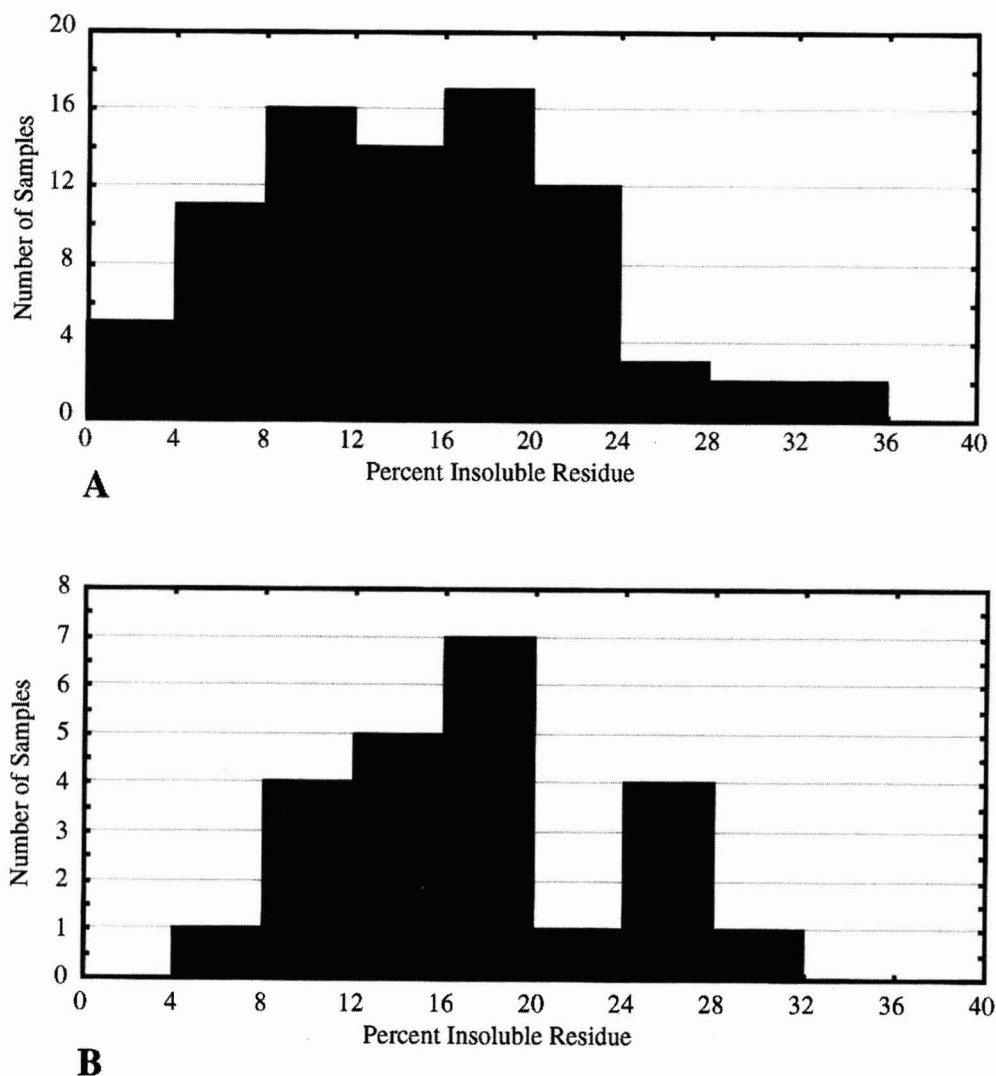 20
16
12
8
4
0
Number of Samples
0 4 8 12 16 20 24 28 32 36 40
Percent Insoluble Residue
A
8
7
6
5
4
3
2
1
0
Number of Samples
0 4 8 12 16 20 24 28 32 36 40
Percent Insoluble Residue
B